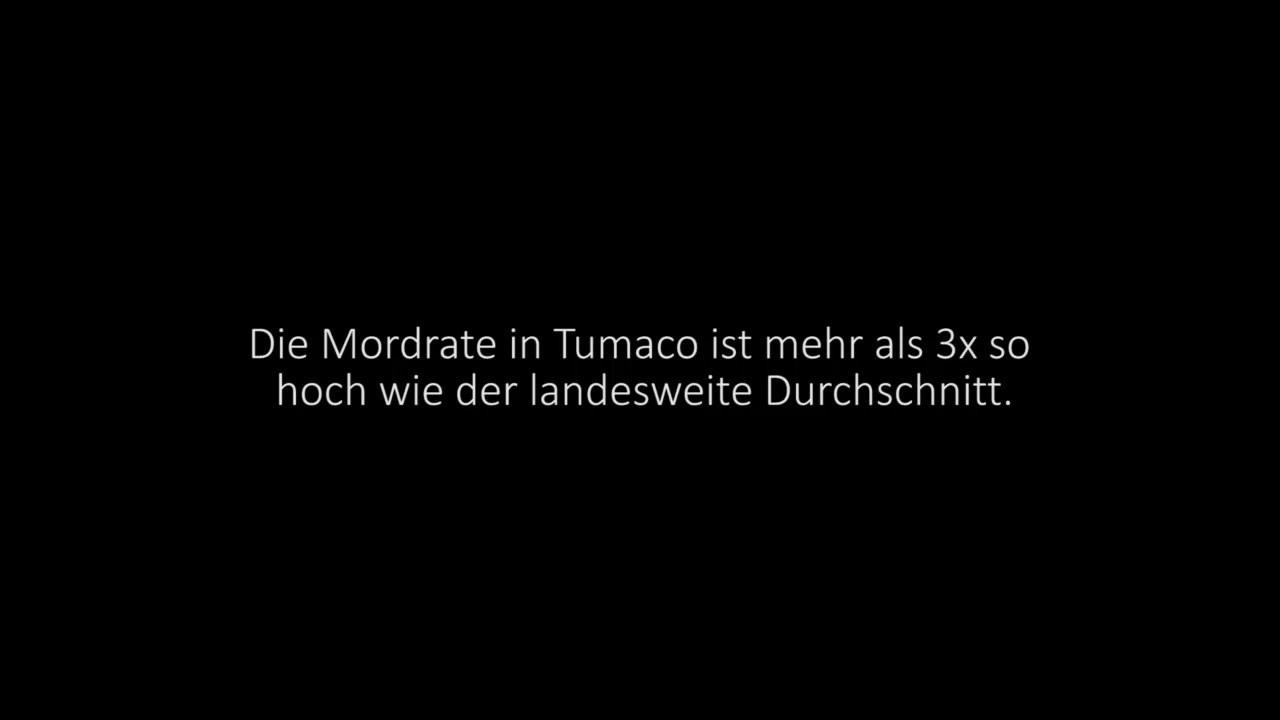 Die Mordrate in Tumaco ist mehr als 3x so
hoch wie der landesweite Durchschnitt.